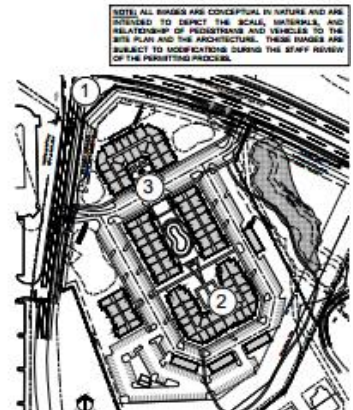 NOTE: ALL IMAGES ARE CONCEPTUAL IN NATURE AND ARE
INTENDED TO DEPICT THE SCALE, MATERIALS, AND
RELATIONSHIP OF PEDESTRIANS AND VEHICLES TO THE
SITE PLAN AND THE ARCHITECTURE. THESE IMAGES ARE
SUBJECT TO MODIFICATIONS DURING THE STAFF REVIEW
OF THE PERMITTING PROCESS.
1
3
2